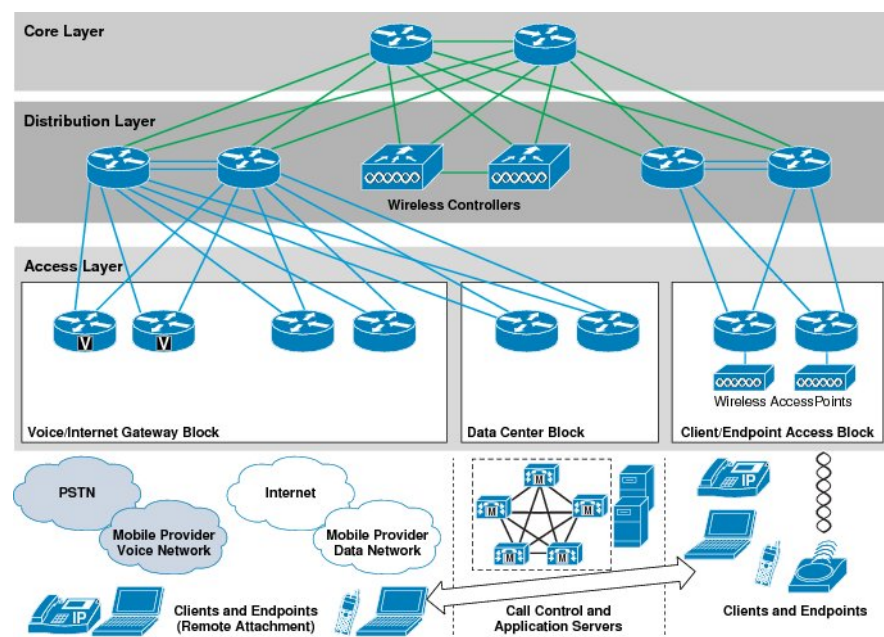 Core Layer
Distribution Layer
Wireless Controllers
Access Layer
V
V
Wireless AccessPoints
Voice/Internet Gateway Block
Data Center Block
Client/Endpoint Access Block
PSTN
Internet
Mobile Provider
Voice Network
Mobile Provider
Data Network
M
M
M
M
M
IP
IP
Clients and Endpoints
(Remote Attachment)
Call Control and
Application Servers
Clients and Endpoints